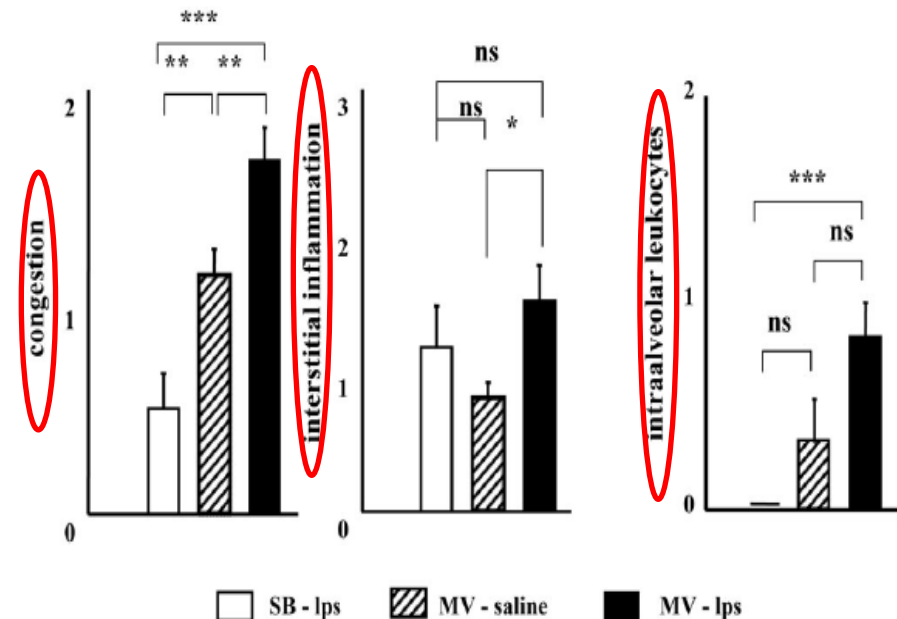 ***
** **
2
1
0
congestion
ns
ns *
3
2
1
0
interstitial inflammation
***
ns
ns
2
1
0
intraalveolar leukocytes
SB - lps MV - saline MV - lps